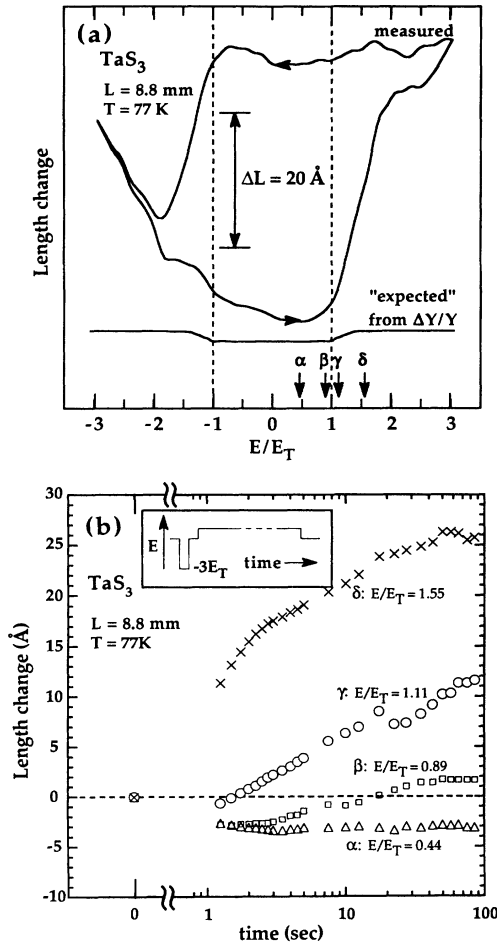 (a)
measured
TaS3
L = 8.8 mm
T = 77 K
ΔL = 20 Å
Length change
"expected"
from ΔY/Y
α β γ δ
-3 -2 -1 0 1 2 3
E/ET
(b)
30
25
20
15
10
5
0
-5
-10
E
-3ET
time
TaS3
L = 8.8 mm
T = 77K
δ: E/ET = 1.55
γ: E/ET = 1.11
β: E/ET = 0.89
α: E/ET = 0.44
Length change (Å)
0 1 10 100
time (sec)